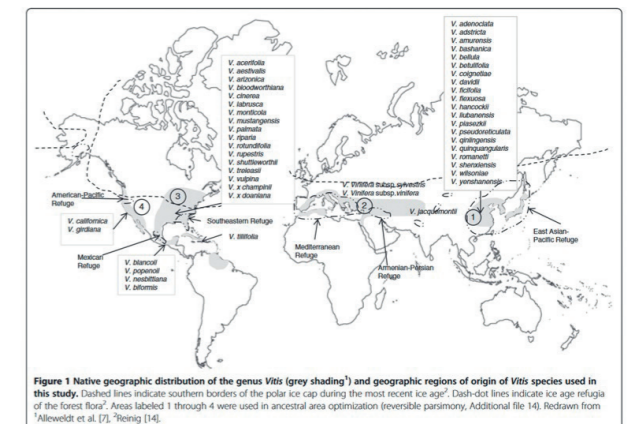 V. acerifolia
V. aestivalis
V. arizonica
V. bloodworthiana
V. cinerea
V. labrusca
V. monticola
V. mustangensis
V. palmata
V. riparia
V. rotundifolia
V. rupestris
V. shuttleworthii
V. treleasii
V. vulpina
V. x champinii
V. x doaniana
V. adenoclata
V. adstricta
V. amurensis
V. bashanica
V. bellula
V. betulifolia
V. coignetiae
V. davidii
V. ficifolia
V. flexuosa
V. hancockii
V. liubanensis
V. piasezkii
V. pseudoreticulata
V. qinlingensis
V. quinquangularis
V. romanetti
V. shenxiensis
V. wilsoniae
V. yenshanensis
American-Pacific
Refuge
4
3
V. californica
V. girdiana
Southeastern Refuge
V. tiliifolia
Mexican
Refuge
V. blancoii
V. popenoii
V. nesbittiana
V. biformis
V. Vinifera subsp.sylvestris
V. Vinifera subsp.vinifera
2
V. jacquemontii
1
Mediterranean
Refuge
Armenian-Persian
Refuge
East Asian-
Pacific Refuge
Figure 1 Native geographic distribution of the genus Vitis (grey shading¹) and geographic regions of origin of Vitis species used in
this study. Dashed lines indicate southern borders of the polar ice cap during the most recent ice age². Dash-dot lines indicate ice age refugia
of the forest flora². Areas labeled 1 through 4 were used in ancestral area optimization (reversible parsimony, Additional file 14). Redrawn from
¹Alleweldt et al. [7], ²Reinig [14].